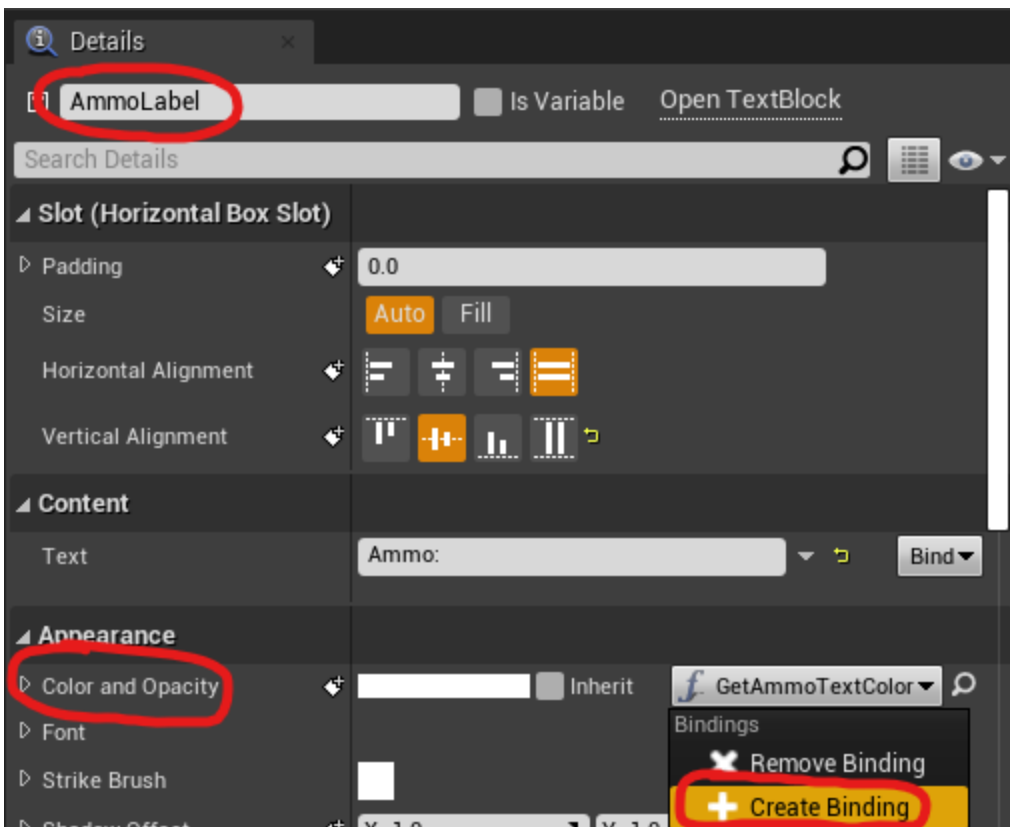 Details
AmmoLabel Is Variable Open TextBlock
Search Details
Slot (Horizontal Box Slot)
Padding 0.0
Size Auto Fill
Horizontal Alignment
Vertical Alignment
Content
Text Ammo: Bind
Appearance
Color and Opacity Inherit GetAmmoTextColor
Font Bindings
Remove Binding
Strike Brush
Create Binding
Shadow Offset